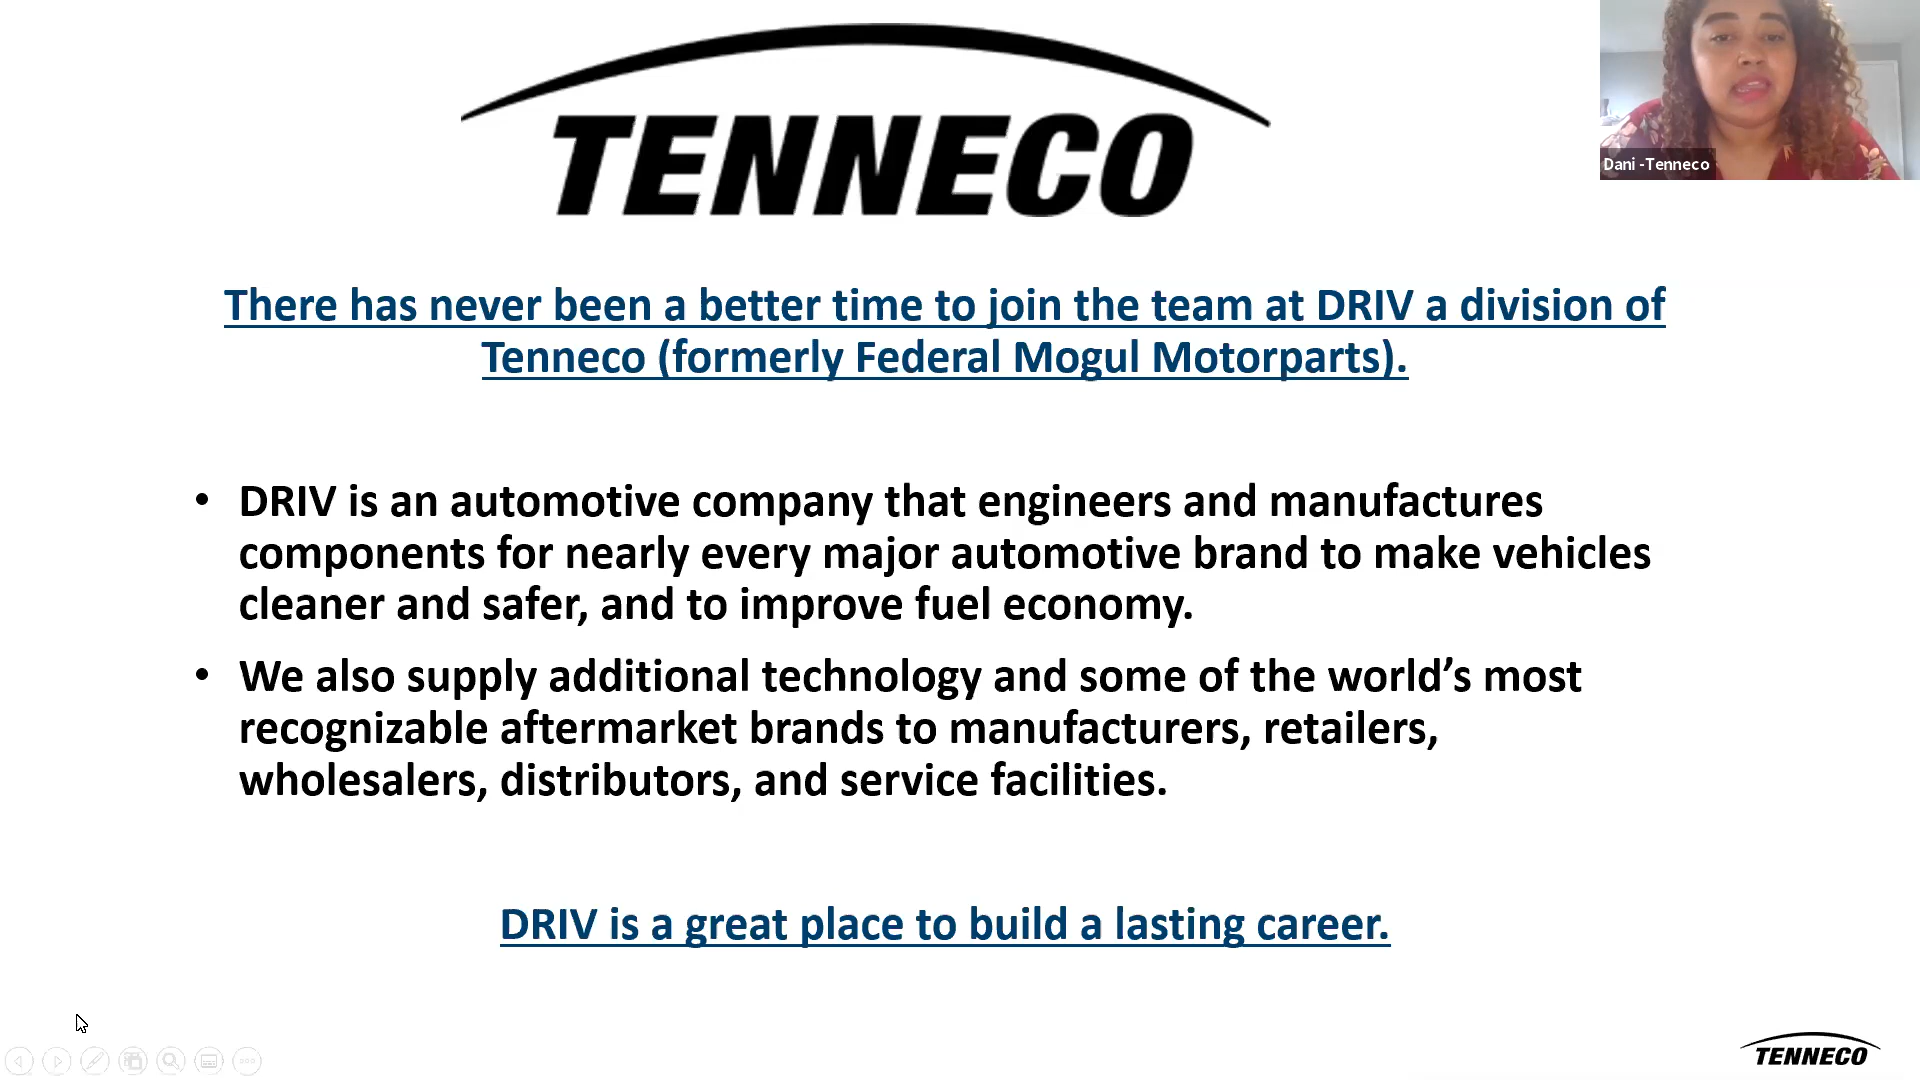 TENNECO
Dani -Tenneco
There has never been a better time to join the team at DRIV a division of
Tenneco (formerly Federal Mogul Motorparts).
• DRIV is an automotive company that engineers and manufactures
components for nearly every major automotive brand to make vehicles
cleaner and safer, and to improve fuel economy.
• We also supply additional technology and some of the world’s most
recognizable aftermarket brands to manufacturers, retailers,
wholesalers, distributors, and service facilities.
DRIV is a great place to build a lasting career.
TENNECO